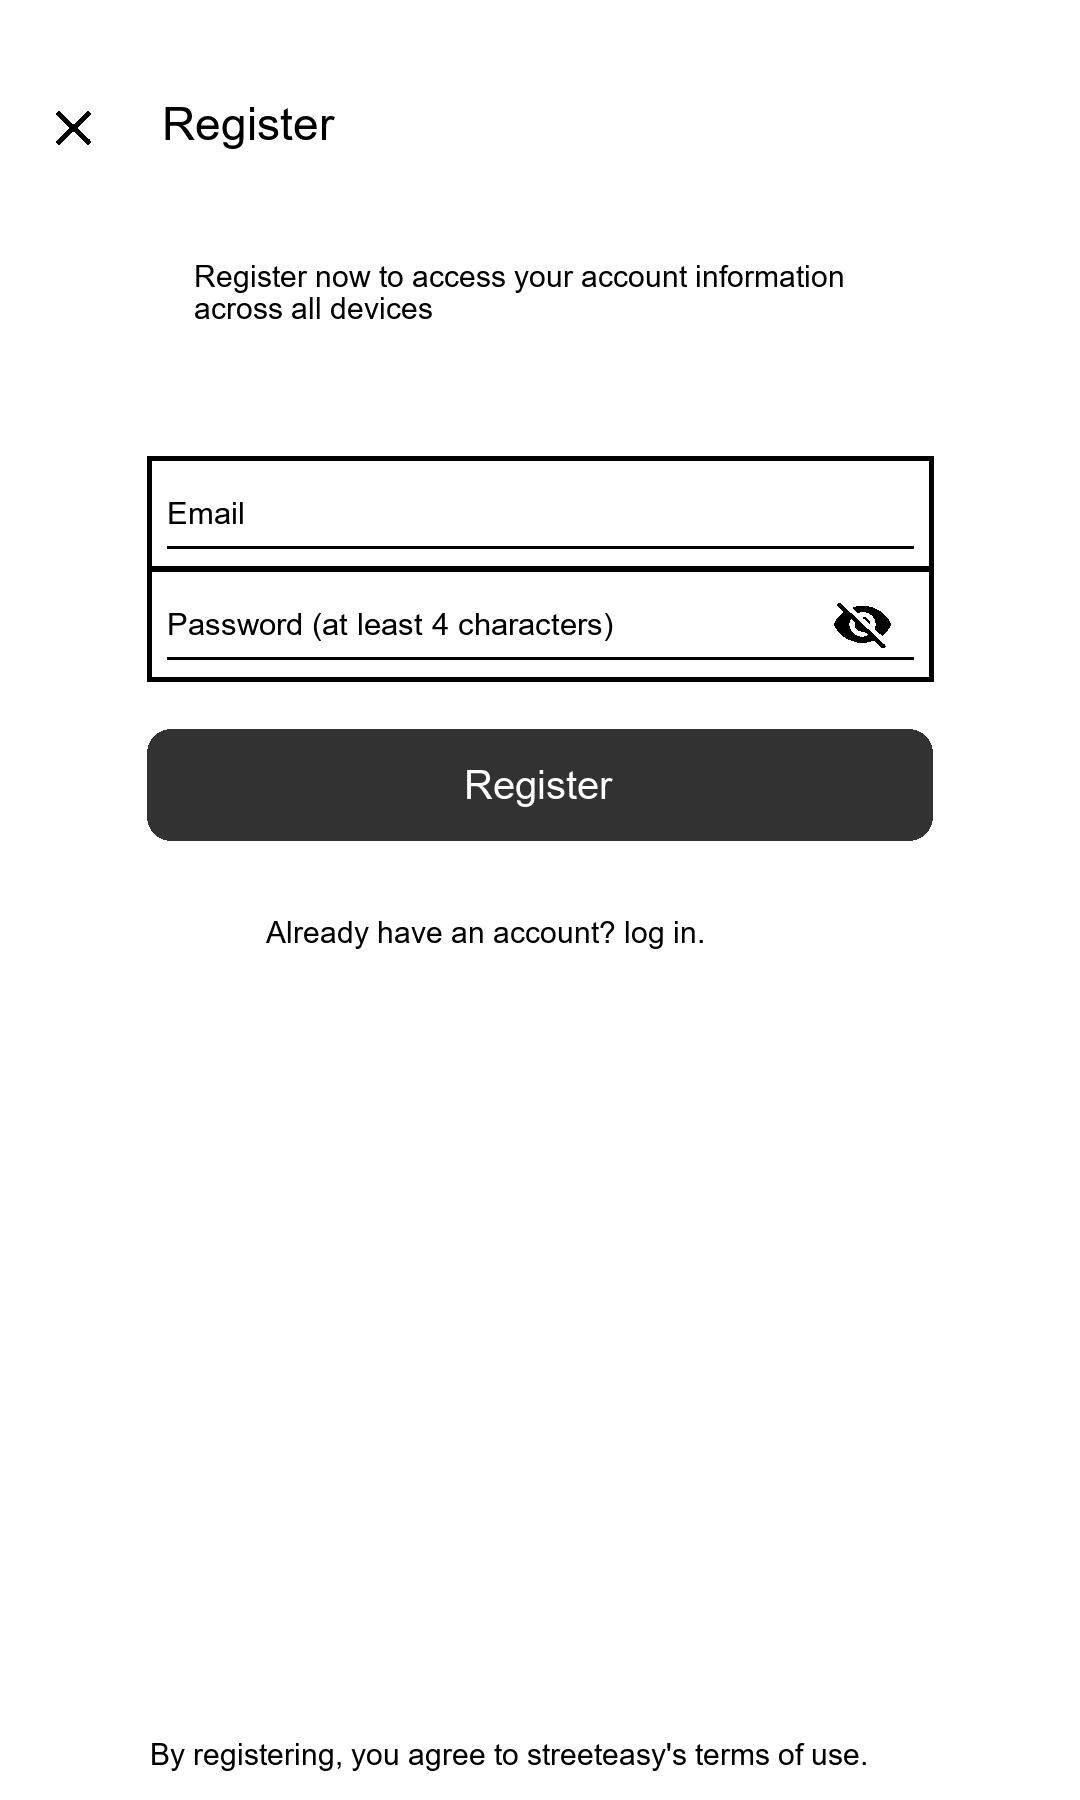 Register
Register now to access your account information
across all devices
Email
Password (at least 4 characters)
Register
Already have an account? log in.
By registering, you agree to streeteasy's terms of use.